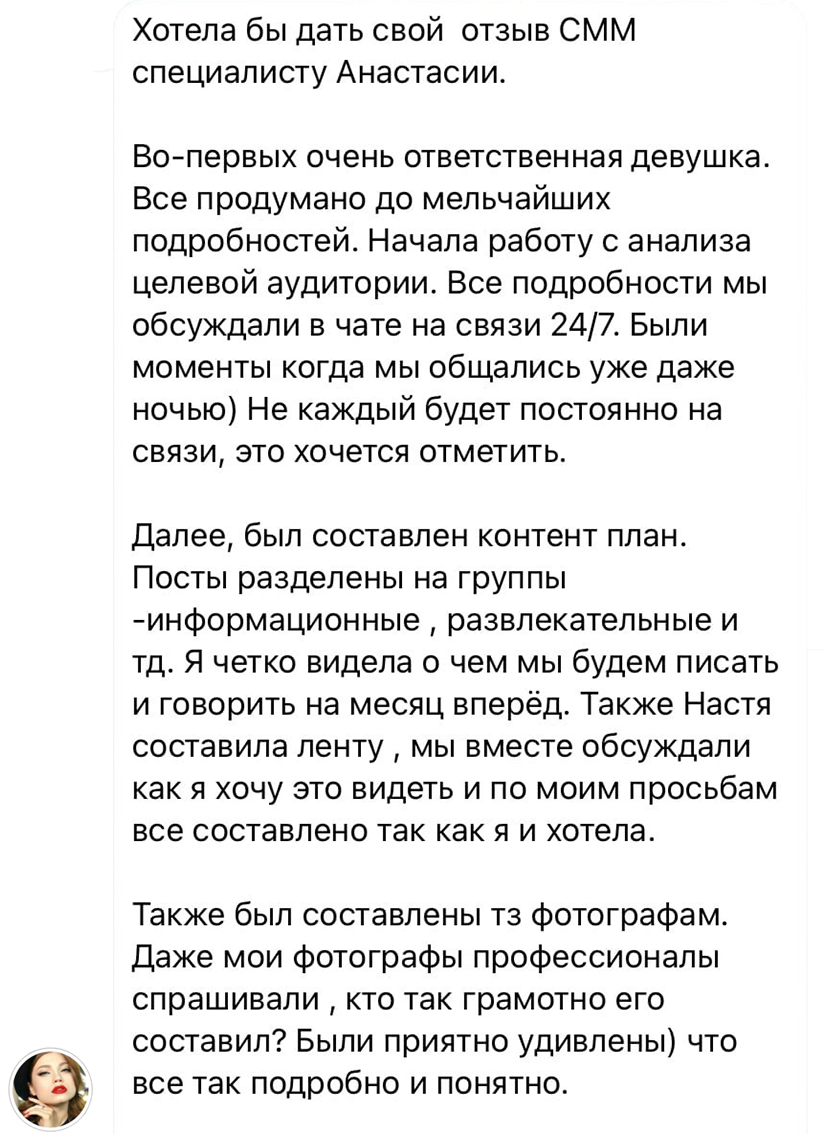 Хотела бы дать свой  отзыв СММ
специалисту Анастасии.
Во-первых очень ответственная девушка.
Все продумано до мельчайших
подробностей. Начала работу с анализа
целевой аудитории. Все подробности мы
обсуждали в чате на связи 24/7. Были
моменты когда мы общались уже даже
ночью) Не каждый будет постоянно на
связи, это хочется отметить.
Далее, был составлен контент план.
Посты разделены на группы
-информационные , развлекательные и
тд. Я четко видела о чем мы будем писать
и говорить на месяц вперёд. Также Настя
составила ленту , мы вместе обсуждали
как я хочу это видеть и по моим просьбам
все составлено так как я и хотела.
Также был составлены тз фотографам.
Даже мои фотографы профессионалы
спрашивали , кто так грамотно его
составил? Были приятно удивлены) что
все так подробно и понятно.